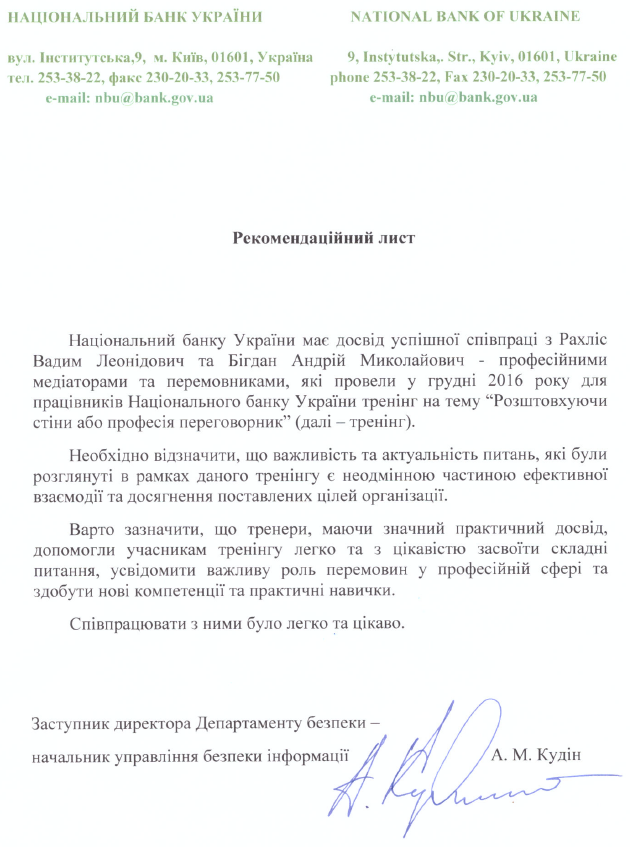 НАЦІОНАЛЬНИЙ БАНК УКРАЇНИ NATIONAL BANK OF UKRAINE
вул. Інститутська,9, м. Київ, 01601, Україна 9, Instytutska,. Str., Kyiv, 01601, Ukraine
тел. 253-38-22, факс 230-20-33, 253-77-50 phone 253-38-22, Fax 230-20-33, 253-77-50
e-mail: nbu@bank.gov.ua e-mail: nbu@bank.gov.ua
Рекомендаційний лист
Національний банку України має досвід успішної співпраці з Рахліс
Вадим Леонідович та Бігдан Андрій Миколайович - професійними
медіаторами та перемовниками, які провели у грудні 2016 року для
працівників Національного банку України тренінг на тему “Розштовхуючи
стіни або професія переговорник” (далі – тренінг).
Необхідно відзначити, що важливість та актуальність питань, які були
розглянуті в рамках даного тренінгу є неодмінною частиною ефективної
взаємодії та досягнення поставлених цілей організації.
Варто зазначити, що тренери, маючи значний практичний досвід,
допомогли учасникам тренінгу легко та з цікавістю засвоїти складні
питання, усвідомити важливу роль перемовин у професійній сфері та
здобути нові компетенції та практичні навички.
Співпрацювати з ними було легко та цікаво.
Заступник директора Департаменту безпеки –
начальник управління безпеки інформації А. М. Кудін